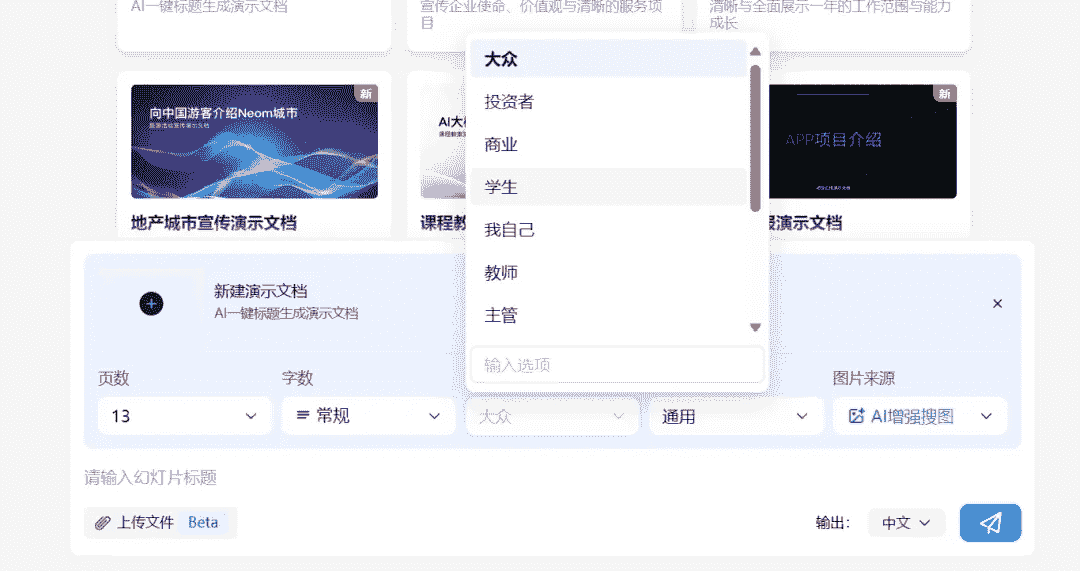 AI一键标题生成演示文档
宣传企业使命、价值观与清晰的服务项目
清晰与全面展示一年的工作范围与能力成长
新
向中国游客介绍Neom城市
地产城市宣传演示文档
AI大
课程教
新
APP项目介绍
报演示文档
大众
投资者
商业
学生
我自己
教师
主管
输入选项
新建演示文档
AI一键标题生成演示文档
页数
字数
图片来源
13
常规
大众
通用
AI增强搜图
请输入幻灯片标题
上传文件 Beta
输出:
中文